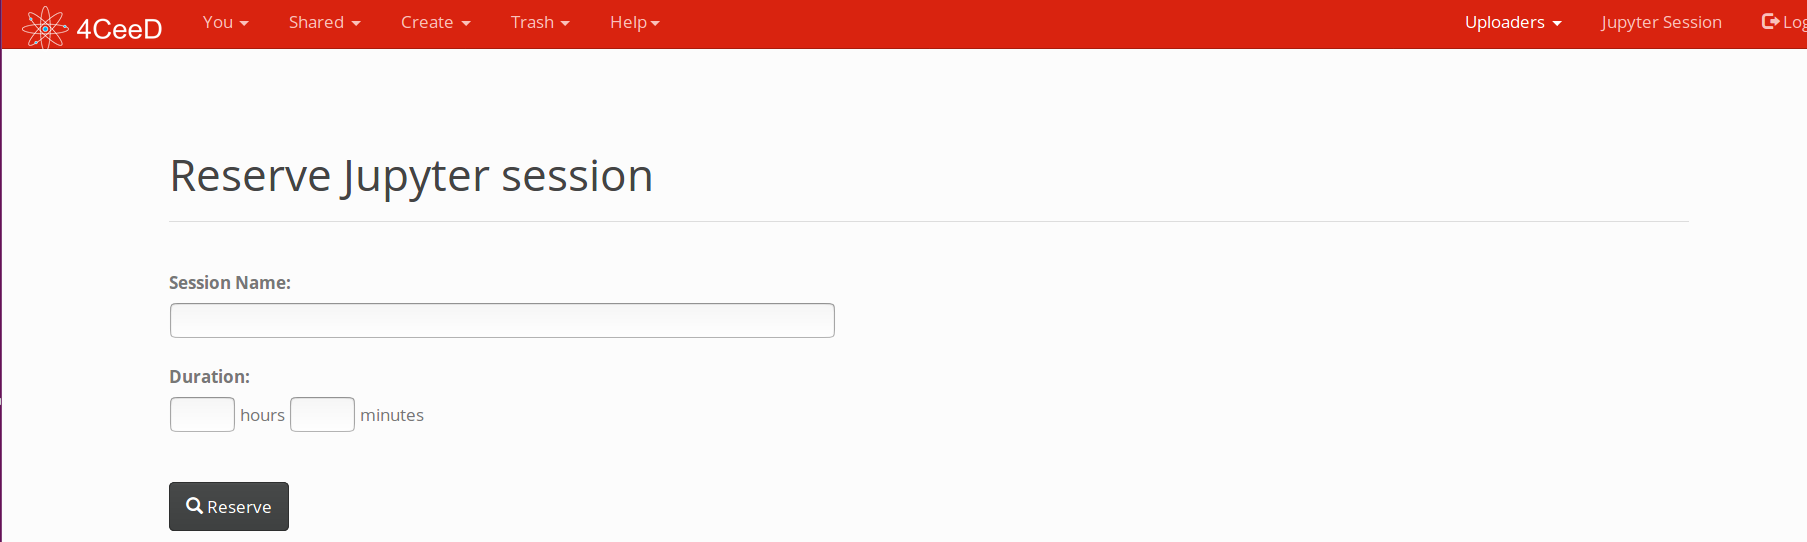 4CeeD You Shared Create Trash Help Uploaders Jupyter Session Log
Reserve Jupyter session
Session Name:
Duration:
hours minutes
Reserve